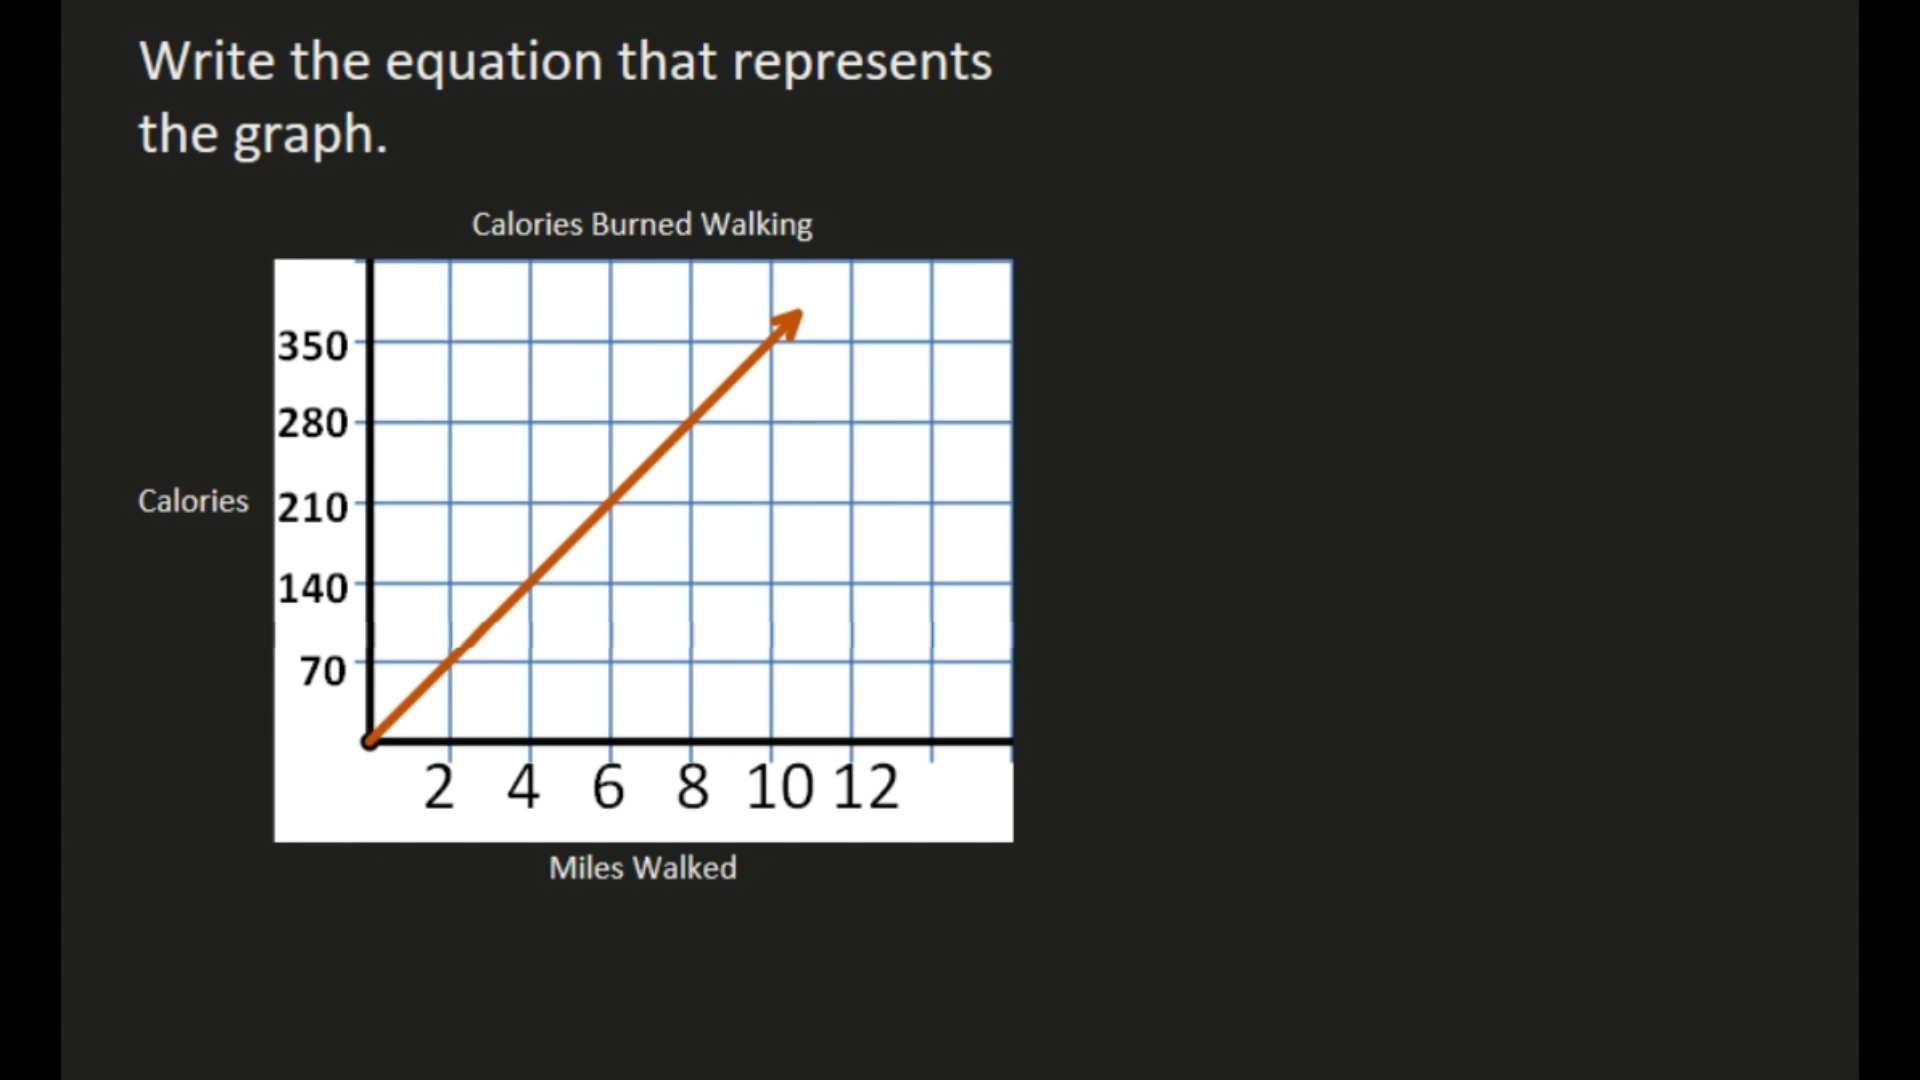 Write the equation that represents
the graph.
Calories Burned Walking
350
280
Calories 210
140
70
2 4 6 8 10 12
Miles Walked